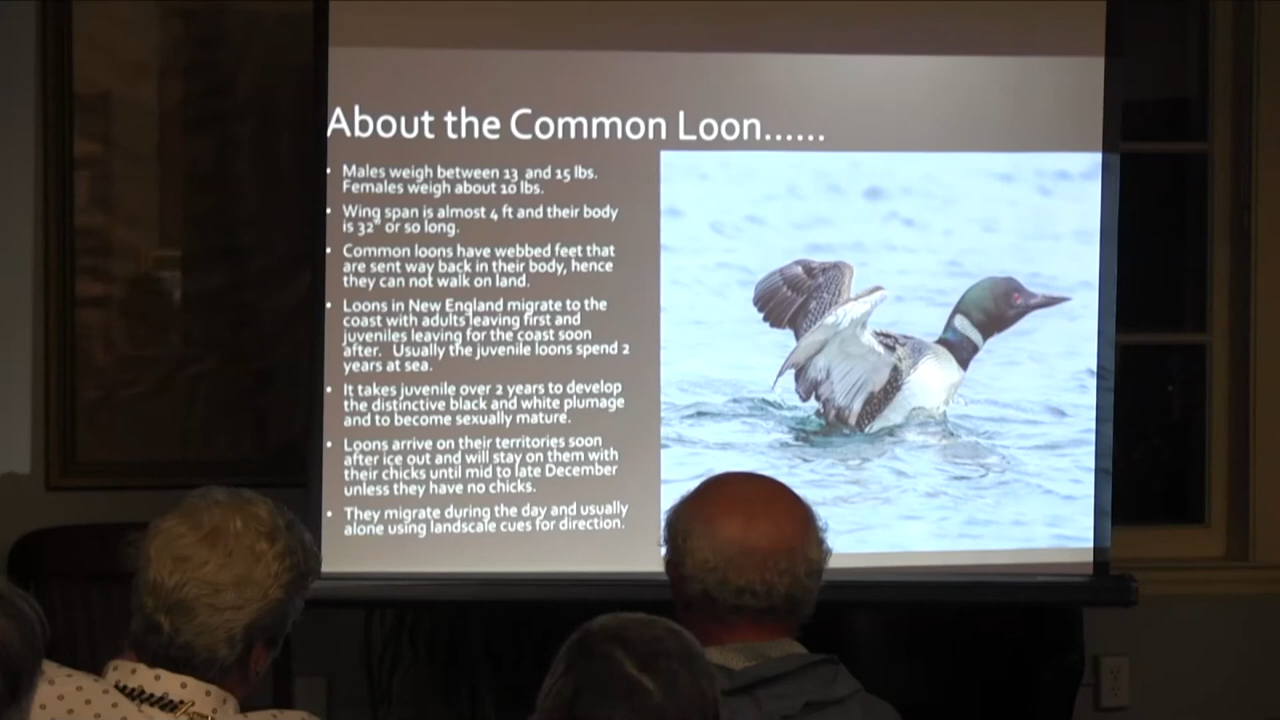 About the Common Loon......
• Males weigh between 13 and 15 lbs.
Females weigh about 10 lbs.
• Wing span is almost 4 ft and their body
is 32" or so long.
• Common loons have webbed feet that
are sent way back in their body, hence
they can not walk on land.
• Loons in New England migrate to the
coast with adults leaving first and
juveniles leaving for the coast soon
after. Usually the juvenile loons spend 2
years at sea.
• It takes juvenile over 2 years to develop
the distinctive black and white plumage
and to become sexually mature.
• Loons arrive on their territories soon
after ice out and will stay on them with
their chicks until mid to late December
unless they have no chicks.
• They migrate during the day and usually
alone using landscale cues for direction.